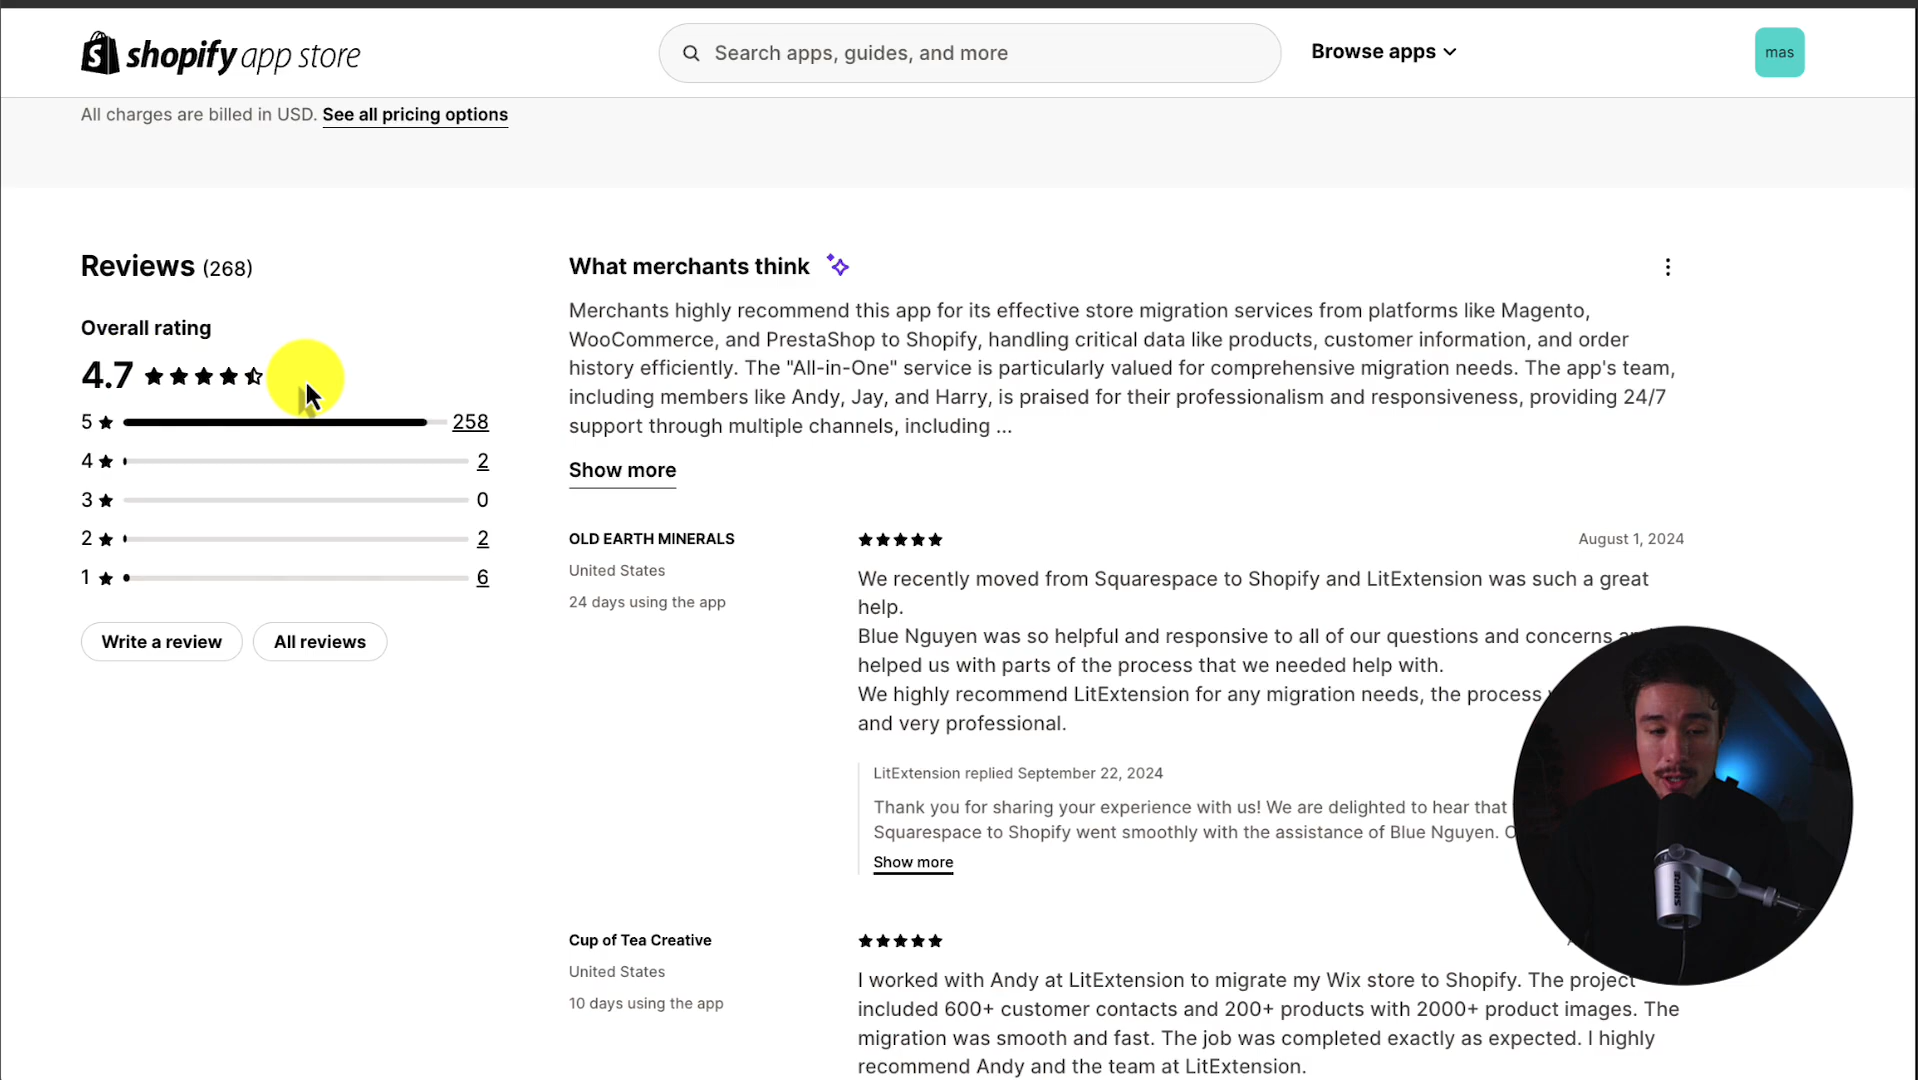 shopify app store
Search apps, guides, and more
Browse apps
mas
All charges are billed in USD. See all pricing options
Reviews (268)
Overall rating
4.7
5 258
4 2
3 0
2 2
1 6
Write a review
All reviews
What merchants think
Merchants highly recommend this app for its effective store migration services from platforms like Magento,
WooCommerce, and PrestaShop to Shopify, handling critical data like products, customer information, and order
history efficiently. The "All-in-One" service is particularly valued for comprehensive migration needs. The app's team,
including members like Andy, Jay, and Harry, is praised for their professionalism and responsiveness, providing 24/7
support through multiple channels, including ...
Show more
OLD EARTH MINERALS
United States
24 days using the app
August 1, 2024
We recently moved from Squarespace to Shopify and LitExtension was such a great
help.
Blue Nguyen was so helpful and responsive to all of our questions and concerns
helped us with parts of the process that we needed help with.
We highly recommend LitExtension for any migration needs, the process
and very professional.
LitExtension replied September 22, 2024
Thank you for sharing your experience with us! We are delighted to hear that
Squarespace to Shopify went smoothly with the assistance of Blue Nguyen.
Show more
Cup of Tea Creative
United States
10 days using the app
I worked with Andy at LitExtension to migrate my Wix store to Shopify. The project
included 600+ customer contacts and 200+ products with 2000+ product images. The
migration was smooth and fast. The job was completed exactly as expected. I highly
recommend Andy and the team at LitExtension.
SHURE